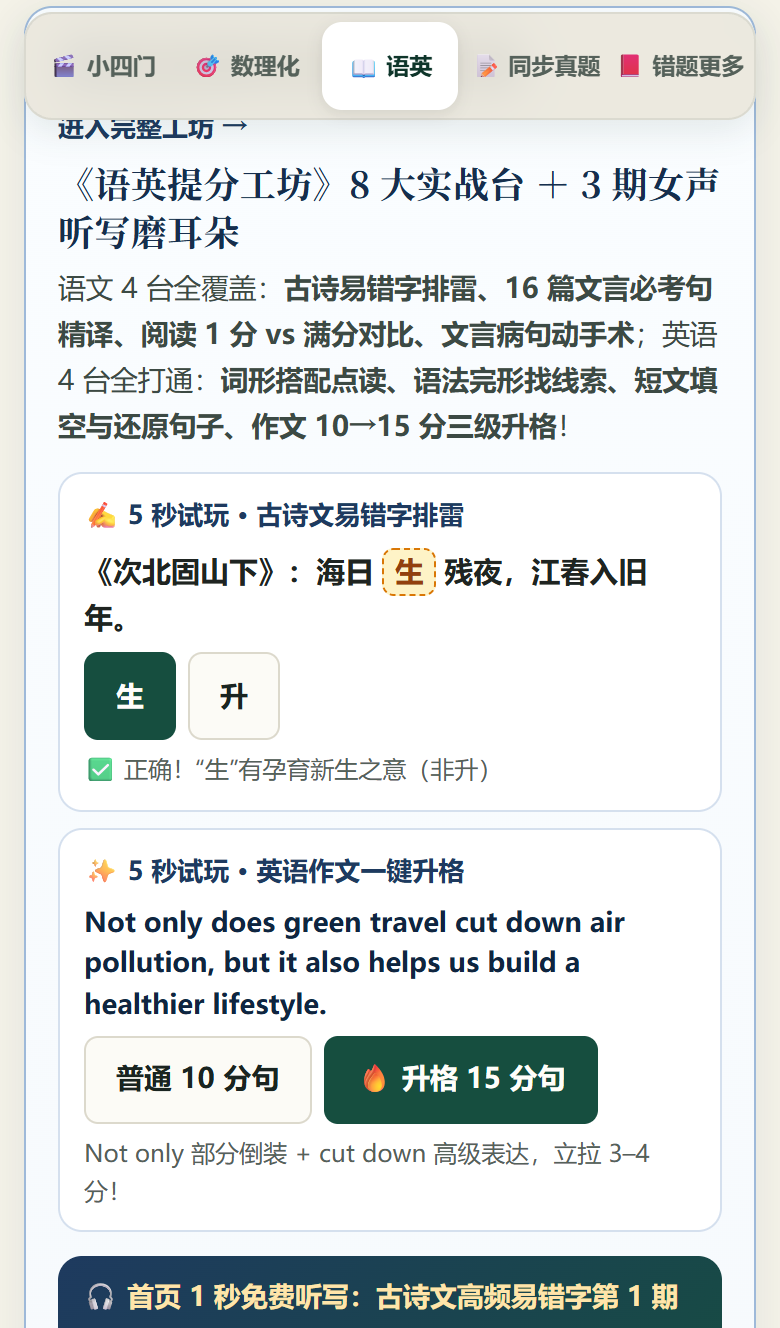 🎬 小四门 🎯 数理化 📖 语英 📝 同步真题 📕 错题更多
进入完整工坊 →
《语英提分工坊》8 大实战台 ＋ 3 期女声
听写磨耳朵
语文 4 台全覆盖：古诗易错字排雷、16 篇文言必考句
精译、阅读 1 分 vs 满分对比、文言病句动手术；英语
4 台全打通：词形搭配点读、语法完形找线索、短文填
空与还原句子、作文 10→15 分三级升格！
✍️ 5 秒试玩 • 古诗文易错字排雷
《次北固山下》：海日 生 残夜，江春入旧
年。
生 升
✅ 正确！“生”有孕育新生之意（非升）
✨ 5 秒试玩 • 英语作文一键升格
Not only does green travel cut down air
pollution, but it also helps us build a
healthier lifestyle.
普通 10 分句 🔥 升格 15 分句
Not only 部分倒装 + cut down 高级表达，立拉 3–4
分！
🎧 首页 1 秒免费听写：古诗文高频易错字第 1 期